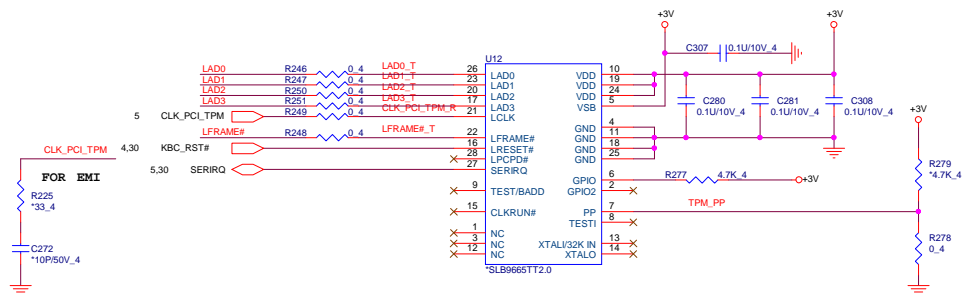 +3V
+3V
C307
0.1U/10V_4
U12
LAD0
R246
0_4
LAD0_T
26
LAD0
VDD
10
LAD1
R247
0_4
LAD1_T
23
LAD1
VDD
19
LAD2
R250
0_4
LAD2_T
20
LAD2
VDD
24
LAD3
R251
0_4
LAD3_T
17
LAD3
VSB
5
5
CLK_PCI_TPM
R249
0_4
CLK_PCI_TPM_R
21
LCLK
C280
0.1U/10V_4
C281
0.1U/10V_4
C308
0.1U/10V_4
+3V
GND
4
LFRAME#
R248
0_4
LFRAME#_T
22
LFRAME#
GND
11
CLK_PCI_TPM
4,30
KBC_RST#
16
LRESET#
GND
18
28
LPCPD#
GND
25
5,30
SERIRQ
27
SERIRQ
FOR EMI
R225
*33_4
GPIO
6
R277
4.7K_4
+3V
R279
*4.7K_4
9
TEST/BADD
GPIO2
2
15
CLKRUN#
PP
7
TPM_PP
TESTI
8
1
NC
3
NC
XTALI/32K IN
13
12
NC
XTALO
14
R278
0_4
C272
*10P/50V_4
*SLB9665TT2.0